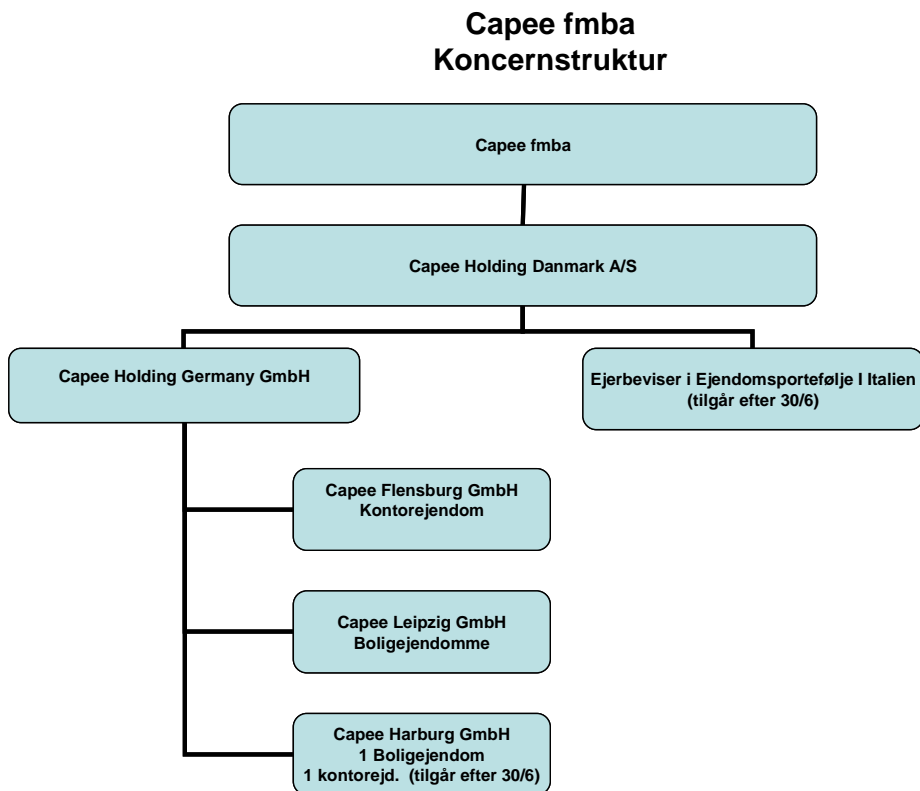 Capee fmba
Koncernstruktur
Capee fmba
Capee Holding Danmark A/S
Capee Holding Germany GmbH
Ejerbeviser i Ejendomsportefølje I Italien
(tilgår efter 30/6)
Capee Flensburg GmbH
Kontorejendom
Capee Leipzig GmbH
Boligejendomme
Capee Harburg GmbH
1 Boligejendom
1 kontorejd. (tilgår efter 30/6)